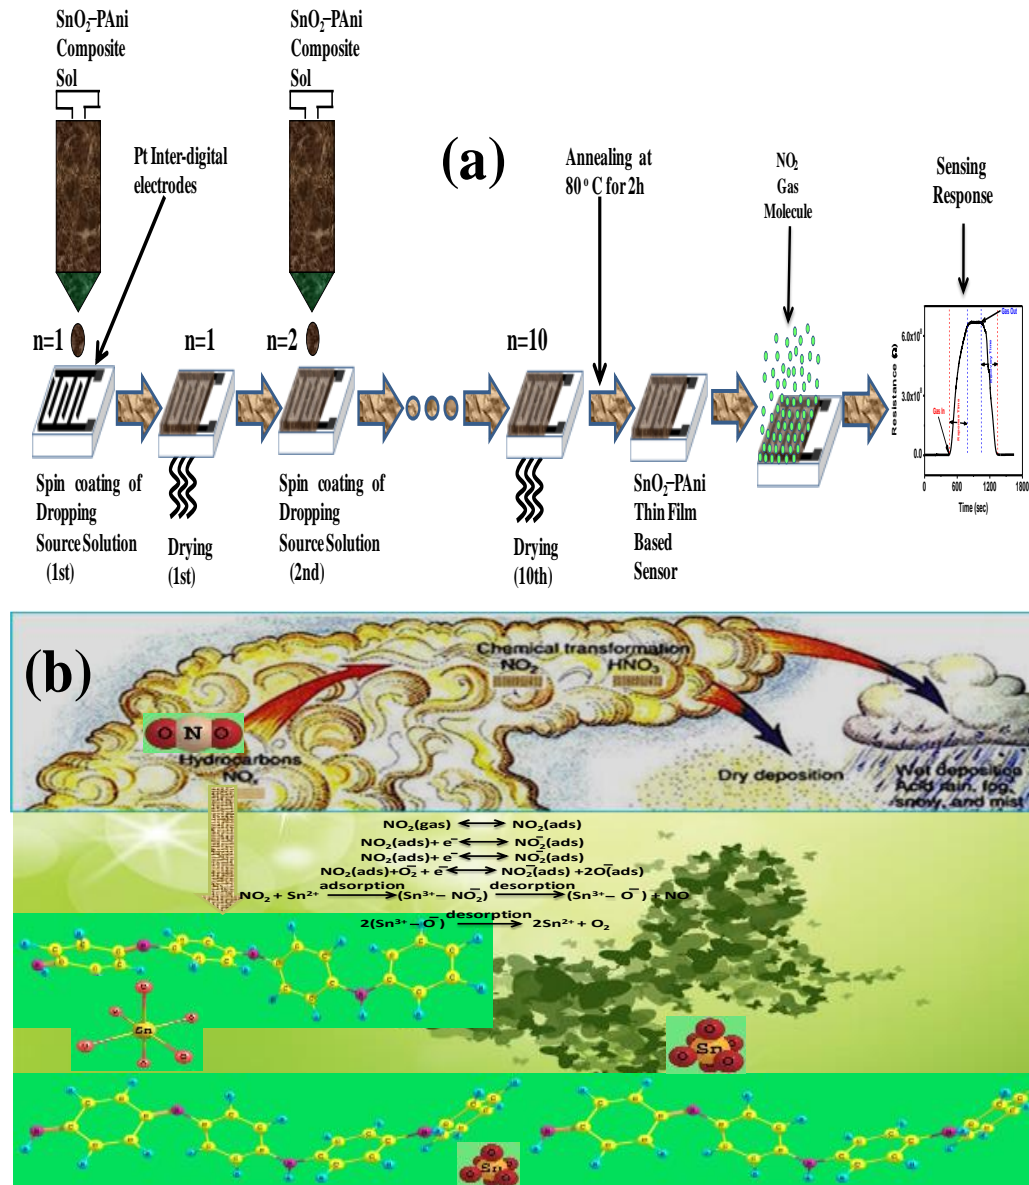 SnO₂–PAni
Composite
Sol
SnO₂–PAni
Composite
Sol
Pt Inter-digital
electrodes
(a)
Annealing at
80 ° C for 2h
NO₂
Gas
Molecule
Sensing
Response
n=1
n=1
n=2
n=10
Spin coating of
Dropping
Source Solution
(1st)
Drying
(1st)
Spin coating of
Dropping
Source Solution
(2nd)
Drying
(10th)
SnO₂–PAni
Thin Film
Based
Sensor
Resistance (Ω)
3.0x10
0.0
Gas In
Gas Out
0 600 1200 1800
Time (sec)
(b)
Chemical transformation
NO₂ HNO₃
O N O
Hydrocarbons
NOₓ
Dry deposition
Wet deposition
Acid rain, fog,
snow, and mist
NO₂(gas) ⟷ NO₂(ads)
NO₂(ads)+ e⁻ ⟷ NO₂⁻(ads)
NO₂(ads)+ e⁻ ⟷ NO₂⁻(ads)
NO₂(ads)+O₂⁻ + e⁻ ⟷ NO₂⁻(ads) +2O⁻(ads)
adsorption desorption
NO₂ + Sn²⁺ ⟶ (Sn³⁺– NO₂⁻) ⟶ (Sn³⁺– O⁻) + NO
desorption
2(Sn³⁺– O⁻) ⟶ 2Sn²⁺ + O₂
Sn
Sn
Sn